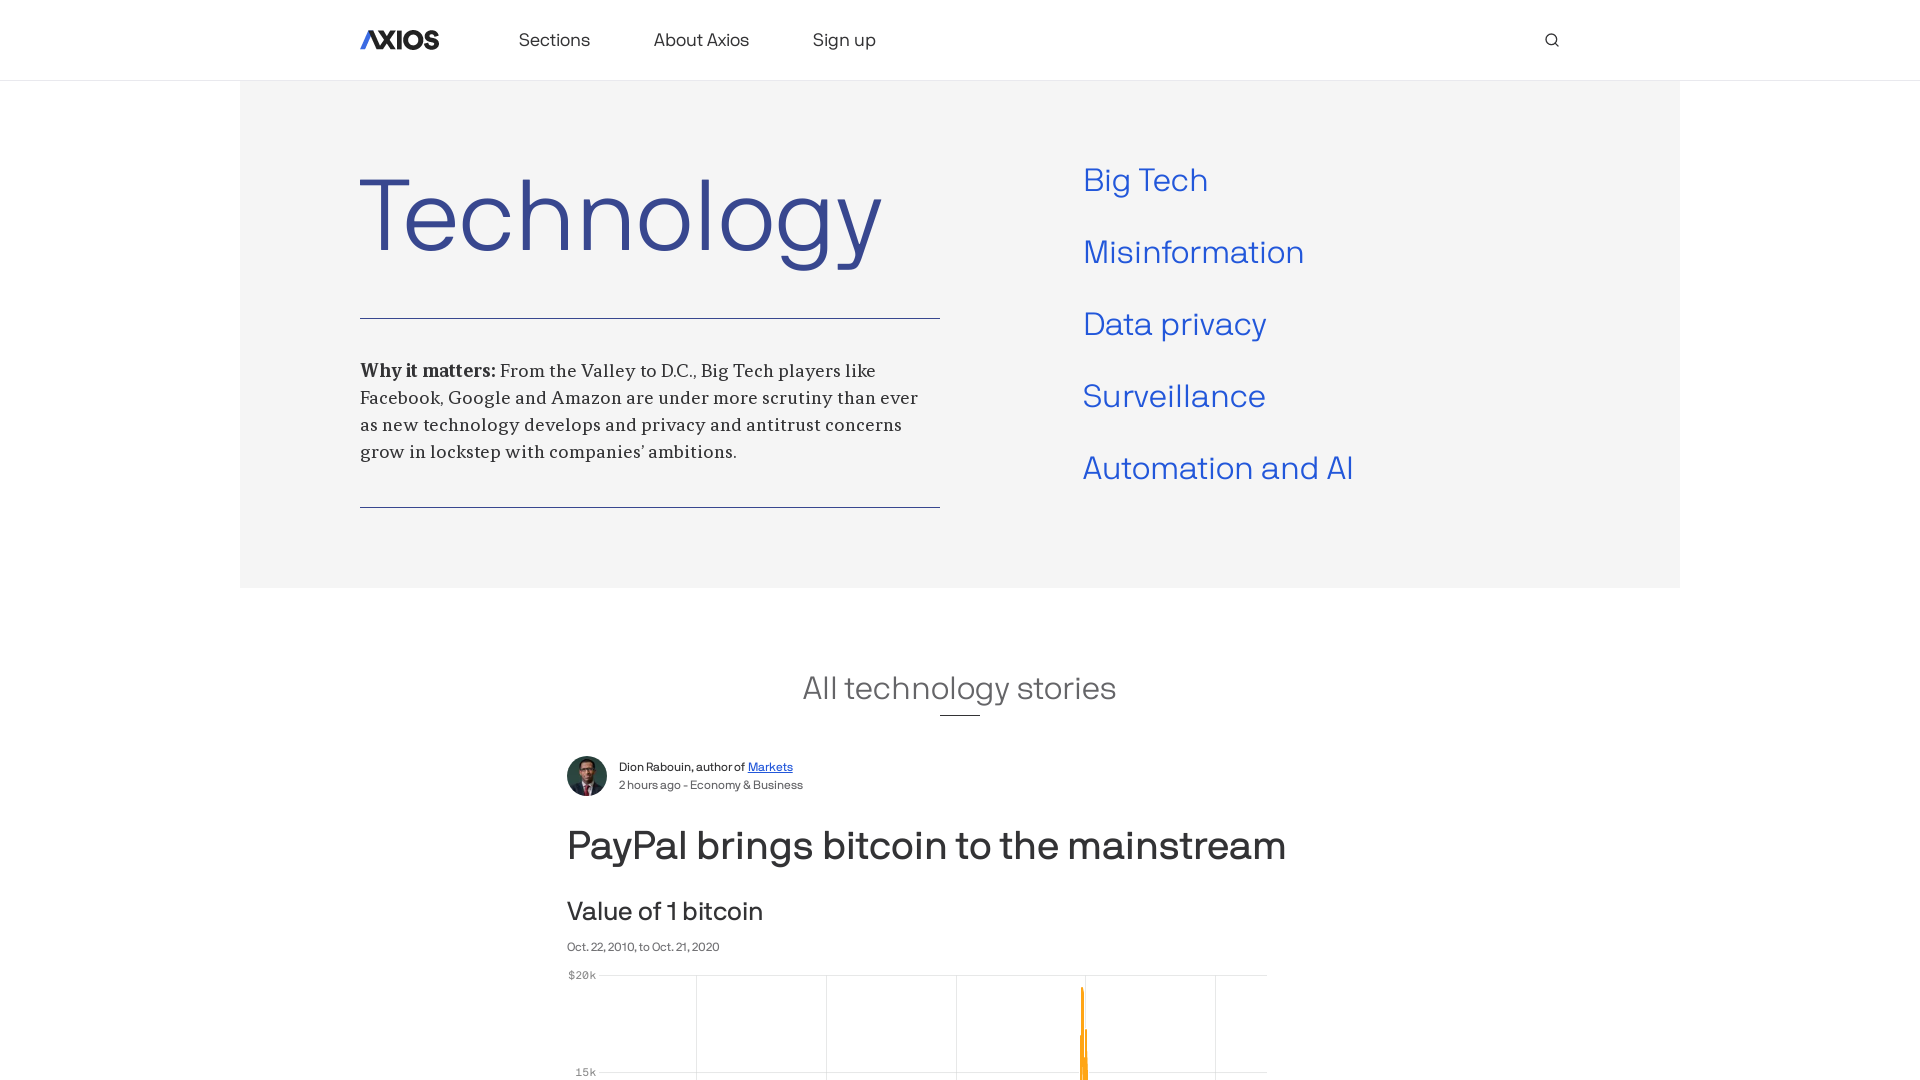 AXIOS
Sections
About Axios
Sign up
Technology
Why it matters: From the Valley to D.C., Big Tech players like
Facebook, Google and Amazon are under more scrutiny than ever
as new technology develops and privacy and antitrust concerns
grow in lockstep with companies’ ambitions.
Big Tech
Misinformation
Data privacy
Surveillance
Automation and AI
All technology stories
Dion Rabouin, author of Markets
2 hours ago - Economy & Business
PayPal brings bitcoin to the mainstream
Value of 1 bitcoin
Oct. 22, 2010, to Oct. 21, 2020
$20k
15k